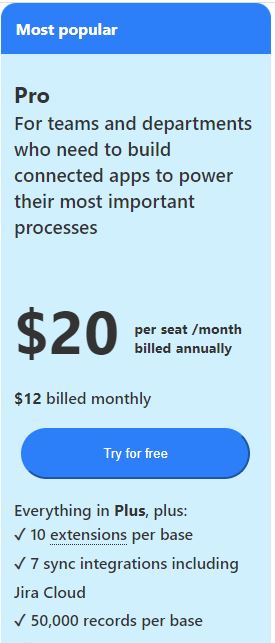 Most popular
Pro
For teams and departments
who need to build
connected apps to power
their most important
processes
$20 per seat /month
billed annually
$12 billed monthly
Try for free
Everything in Plus, plus:
✓ 10 extensions per base
✓ 7 sync integrations including
Jira Cloud
✓ 50,000 records per base